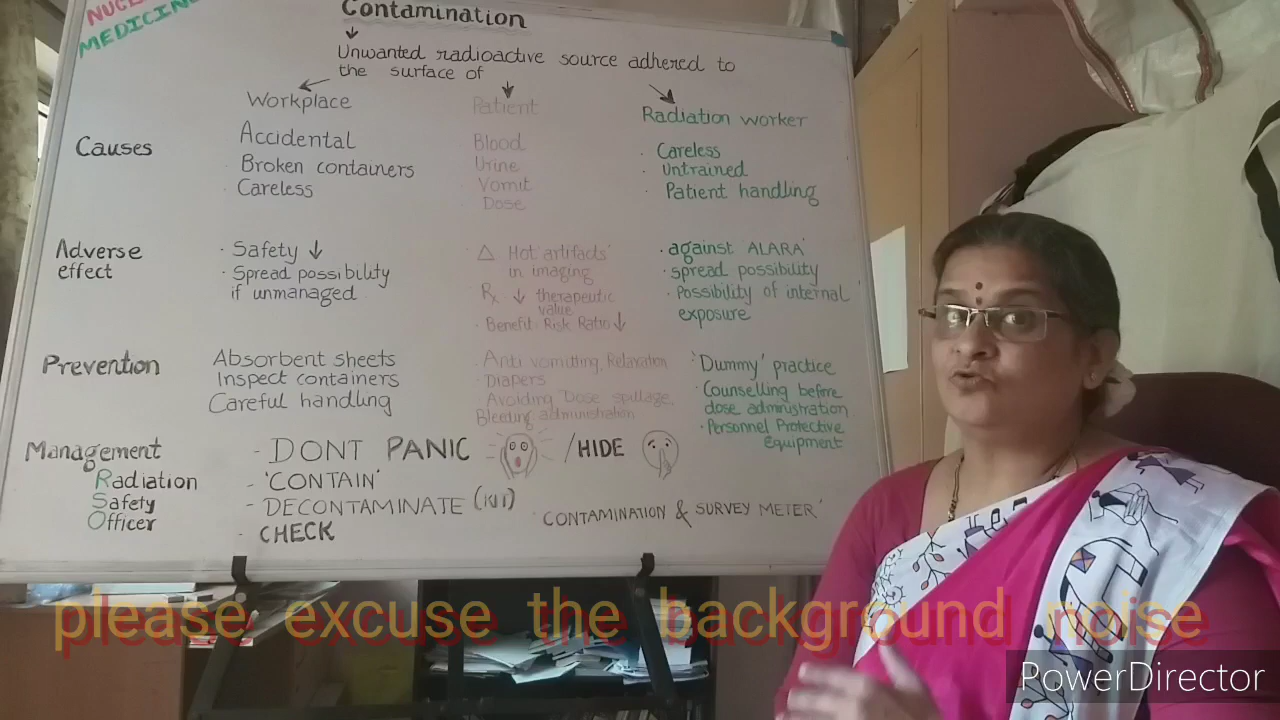 NUCL
MEDICINE
Contamination
Unwanted radioactive source adhered to
the surface of
Workplace
Patient
Radiation worker
Causes
Accidental
Broken containers
Careless
Blood
Urine
Vomit
Dose
Careless
Untrained
Patient handling
Adverse
effect
Safety ↓
Spread possibility
if unmanaged
△ Hot artifacts'
in imaging
Rx ↓ therapeutic
value
Benefit: Risk Ratio ↓
against ALARA'
spread possibility
Possibility of internal
exposure
Prevention
Absorbent sheets
Inspect containers
Careful handling
Anti vomitting, Relaxation
Diapers
Avoiding Dose spillage,
Bleeding administration
'Dummy' practice
Counselling before
dose administration
Personnel Protective
Equipment
Management
Radiation
Safety
Officer
- DONT PANIC /HIDE
- 'CONTAIN'
- DECONTAMINATE (KIT)
- CHECK
CONTAMINATION & SURVEY METER'
please excuse the background noise
PowerDirector